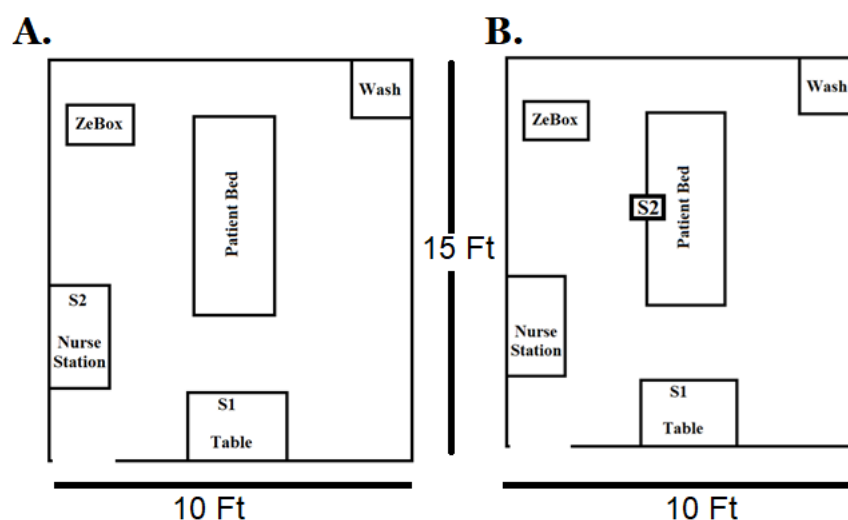 A.
Wash
ZeBox
Patient Bed
S2
Nurse
Station
S1
Table
10 Ft
15 Ft
B.
Wash
ZeBox
S2
Patient Bed
Nurse
Station
S1
Table
10 Ft